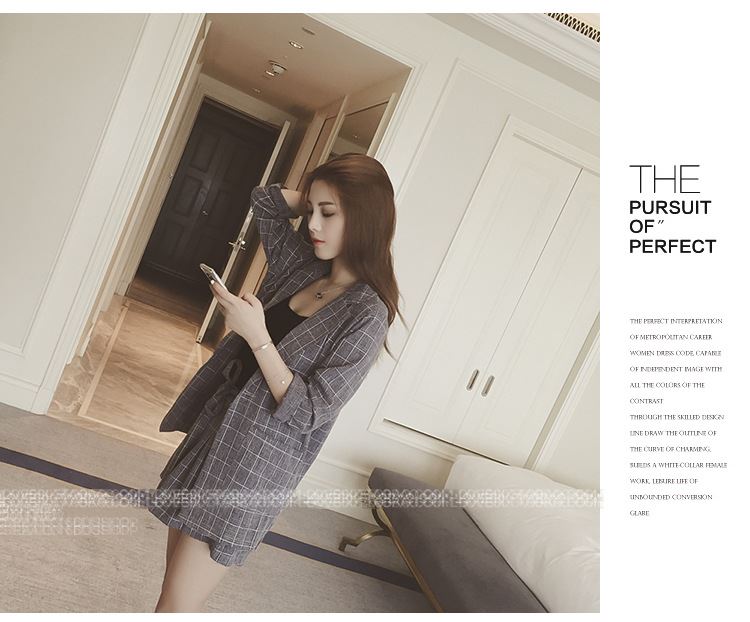 THE
PURSUIT
OF"
PERFECT
THE PERFECT INTERPRETATION
OF METROPOLITAN CAREER
WOMEN DRESS CODE, CAPABLE
OF INDEPENDENT IMAGE WITH
ALL THE COLORS OF THE
CONTRAST
THROUGH THE SKILLED DESIGN
LINE DRAW THE OUTLINE OF
THE CURVE OF CHARMING,
BUILDS A WHITE-COLLAR FEMALE
WORK, LEISURE LIFE OF
UNBOUNDED CONVERSION
GLARE